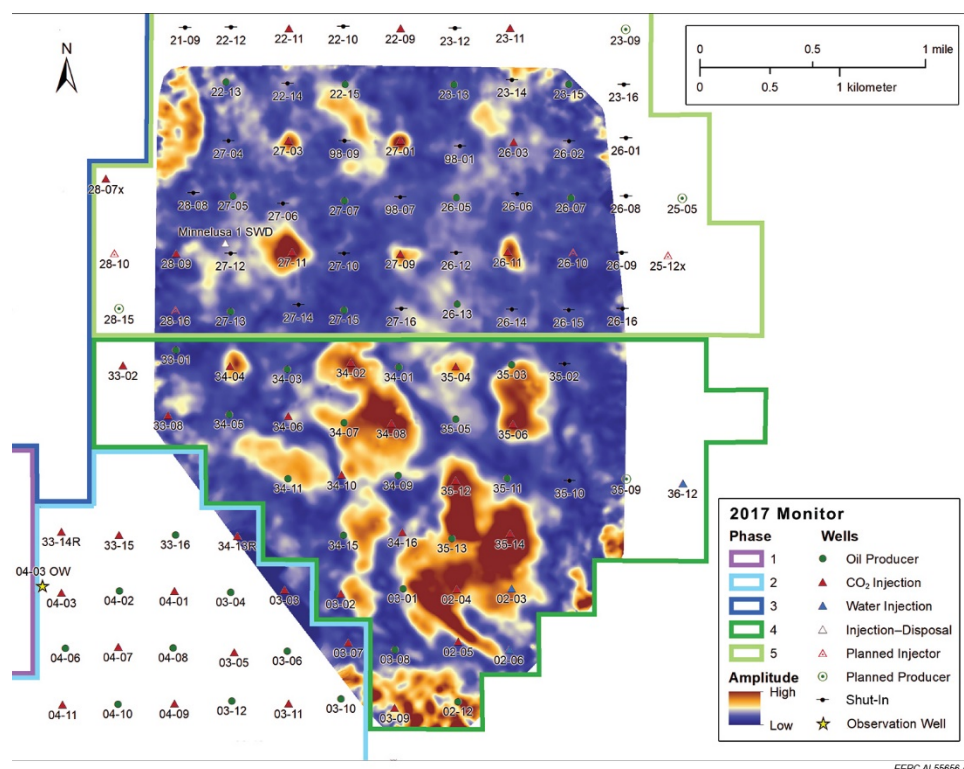 21-09 22-12 22-11 22-10 22-09 23-12 23-11 23-09
N
0 0.5 1 mile
0 0.5 1 kilometer
22-13 22-14 22-15 23-13 23-14 23-15 23-16
27-04 27-03 98-09 27-01 98-01 26-03 26-02 26-01
28-07x
28-08 27-05 27-06 27-07 98-07 26-05 26-06 26-07 26-08 25-05
Minnelusa 1 SWD
28-10 28-09 27-12 27-11 27-10 27-09 26-12 26-11 26-10 26-09 25-12x
28-15 28-16 27-13 27-14 27-15 27-16 26-13 26-14 26-15 26-16
33-01
33-02 34-04 34-03 34-02 34-01 35-04 35-03 35-02
33-08 34-05 34-06 34-07 34-08 35-05 35-06
34-11 34-10 34-09 35-12 35-11 35-10 35-09 36-12
33-14R 33-15 33-16 34-13R 34-15 34-16 35-13 35-14
04-03 OW
04-03 04-02 04-01 03-04 03-03 03-02 03-01 02-04 02-03
04-06 04-07 04-08 03-05 03-06 03-07 03-08 02-05 02-06
04-11 04-10 04-09 03-12 03-11 03-10 03-09 02-12
2017 Monitor
Phase Wells
1 Oil Producer
2 CO₂ Injection
3 Water Injection
4 Injection–Disposal
5 Planned Injector
Planned Producer
Amplitude
High Shut-In
Low Observation Well
EERC AL55656